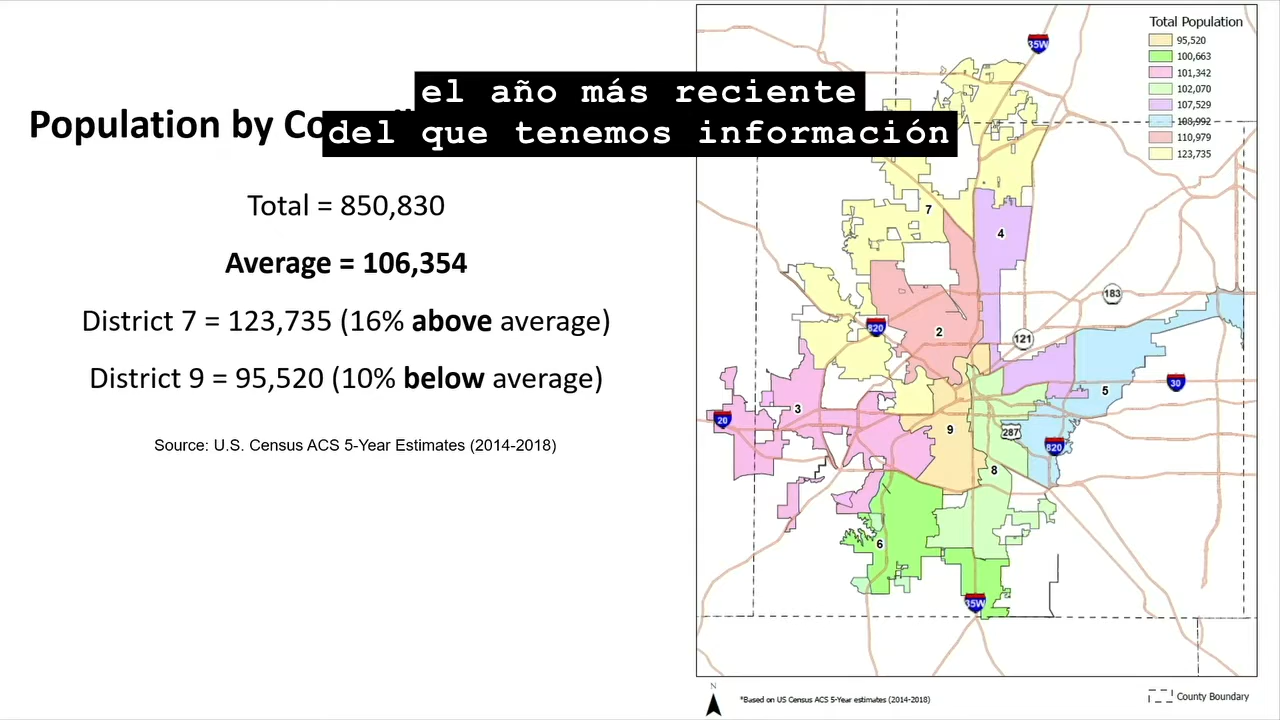 el año más reciente
del que tenemos información
Population by
Total = 850,830
Average = 106,354
District 7 = 123,735 (16% above average)
District 9 = 95,520 (10% below average)
Source: U.S. Census ACS 5-Year Estimates (2014-2018)
Total Population
95,520
100,663
101,342
102,070
107,529
108,992
110,979
123,735
35W
7
4
183
820
2
121
30
3
5
20
9
287
820
8
6
35W
N
*Based on US Census ACS 5-Year estimates (2014-2018)
County Boundary